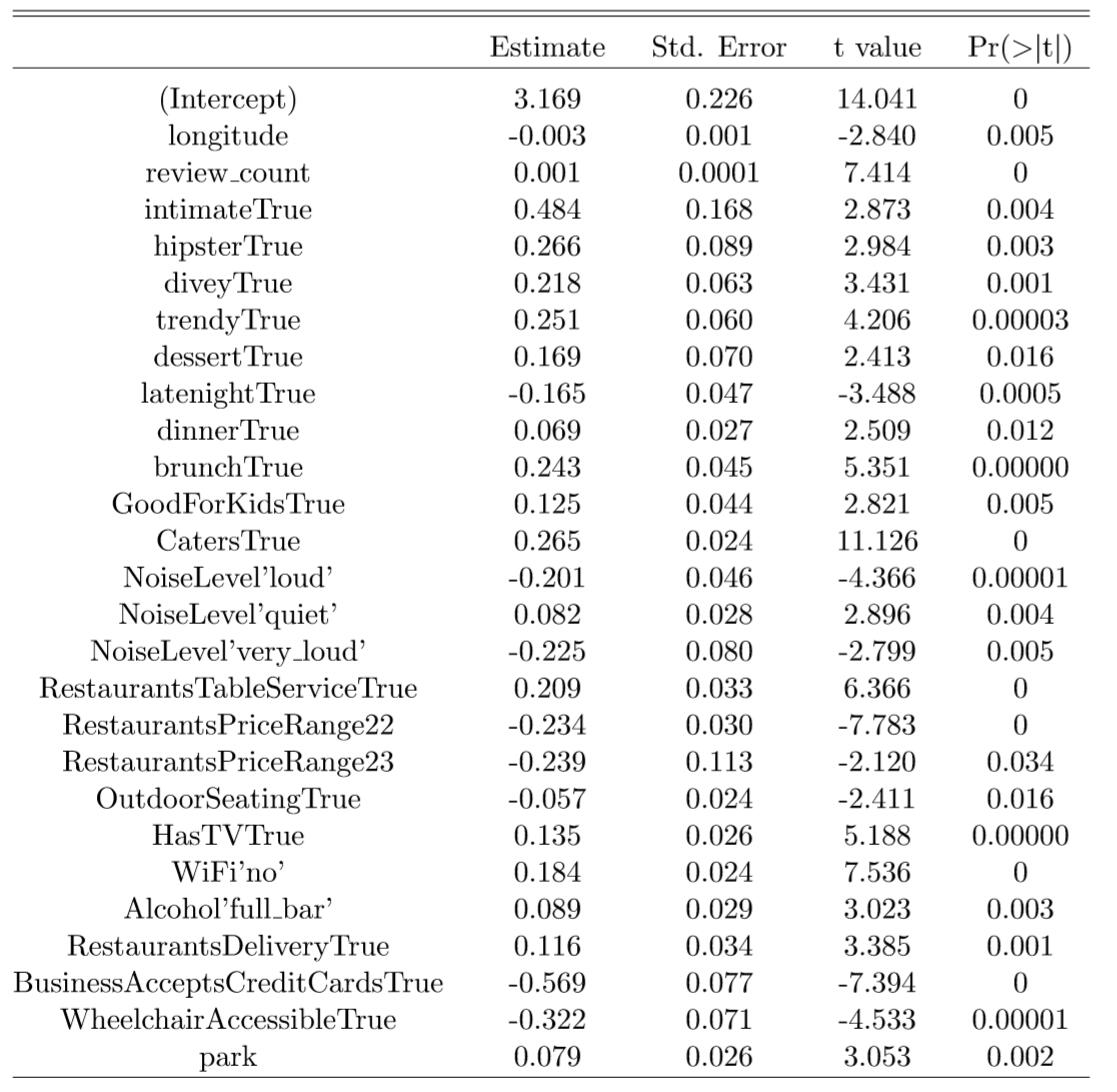 Estimate Std. Error t value Pr(>|t|)
(Intercept) 3.169 0.226 14.041 0
longitude -0.003 0.001 -2.840 0.005
review_count 0.001 0.0001 7.414 0
intimateTrue 0.484 0.168 2.873 0.004
hipsterTrue 0.266 0.089 2.984 0.003
diveyTrue 0.218 0.063 3.431 0.001
trendyTrue 0.251 0.060 4.206 0.00003
dessertTrue 0.169 0.070 2.413 0.016
latenightTrue -0.165 0.047 -3.488 0.0005
dinnerTrue 0.069 0.027 2.509 0.012
brunchTrue 0.243 0.045 5.351 0.00000
GoodForKidsTrue 0.125 0.044 2.821 0.005
CatersTrue 0.265 0.024 11.126 0
NoiseLevel'loud' -0.201 0.046 -4.366 0.00001
NoiseLevel'quiet' 0.082 0.028 2.896 0.004
NoiseLevel'very_loud' -0.225 0.080 -2.799 0.005
RestaurantsTableServiceTrue 0.209 0.033 6.366 0
RestaurantsPriceRange22 -0.234 0.030 -7.783 0
RestaurantsPriceRange23 -0.239 0.113 -2.120 0.034
OutdoorSeatingTrue -0.057 0.024 -2.411 0.016
HasTVTrue 0.135 0.026 5.188 0.00000
WiFi'no' 0.184 0.024 7.536 0
Alcohol'full_bar' 0.089 0.029 3.023 0.003
RestaurantsDeliveryTrue 0.116 0.034 3.385 0.001
BusinessAcceptsCreditCardsTrue -0.569 0.077 -7.394 0
WheelchairAccessibleTrue -0.322 0.071 -4.533 0.00001
park 0.079 0.026 3.053 0.002